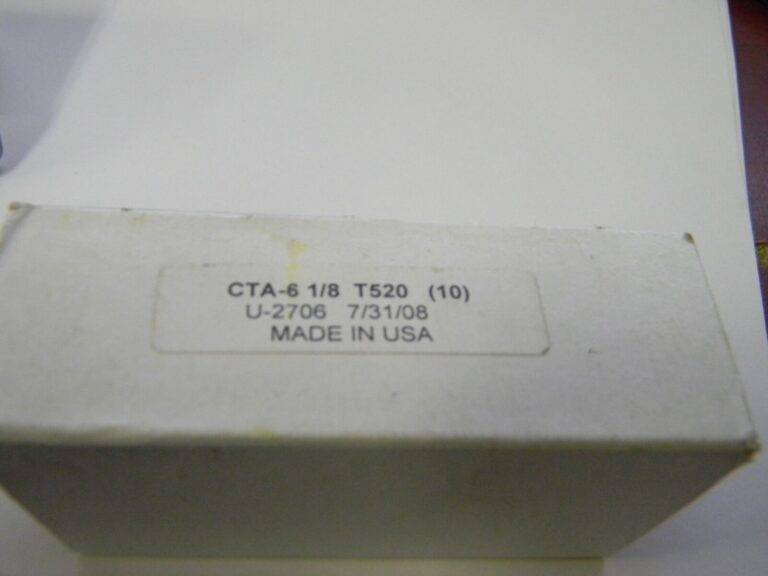 CTA-6 1/8 T520 (10)
U-2706 7/31/08
MADE IN USA